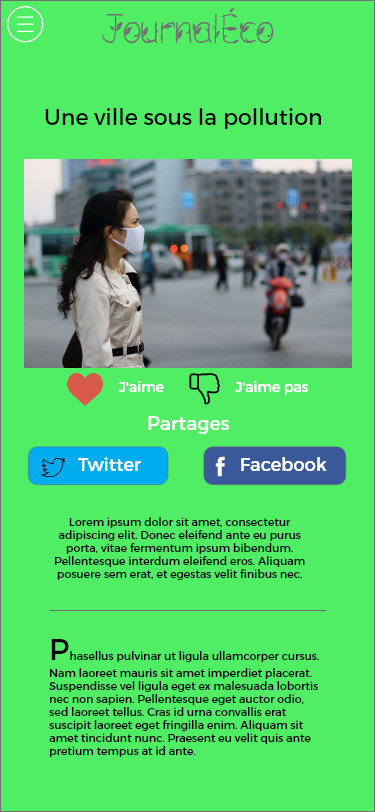 JournalÉco
Une ville sous la pollution
J'aime
J'aime pas
Partages
Twitter
Facebook
Lorem ipsum dolor sit amet, consectetur
adipiscing elit. Donec eleifend ante eu purus
porta, vitae fermentum ipsum bibendum.
Pellentesque interdum eleifend eros. Aliquam
posuere sem erat, et egestas velit finibus nec.
Phasellus pulvinar ut ligula ullamcorper cursus.
Nam laoreet mauris sit amet imperdiet placerat.
Suspendisse vel ligula eget ex malesuada lobortis
nec non sapien. Pellentesque eget auctor odio,
sed laoreet tellus. Cras id urna convallis erat
suscipit laoreet eget fringilla enim. Aliquam sit
amet tincidunt nunc. Praesent eu velit quis ante
pretium tempus at id ante.